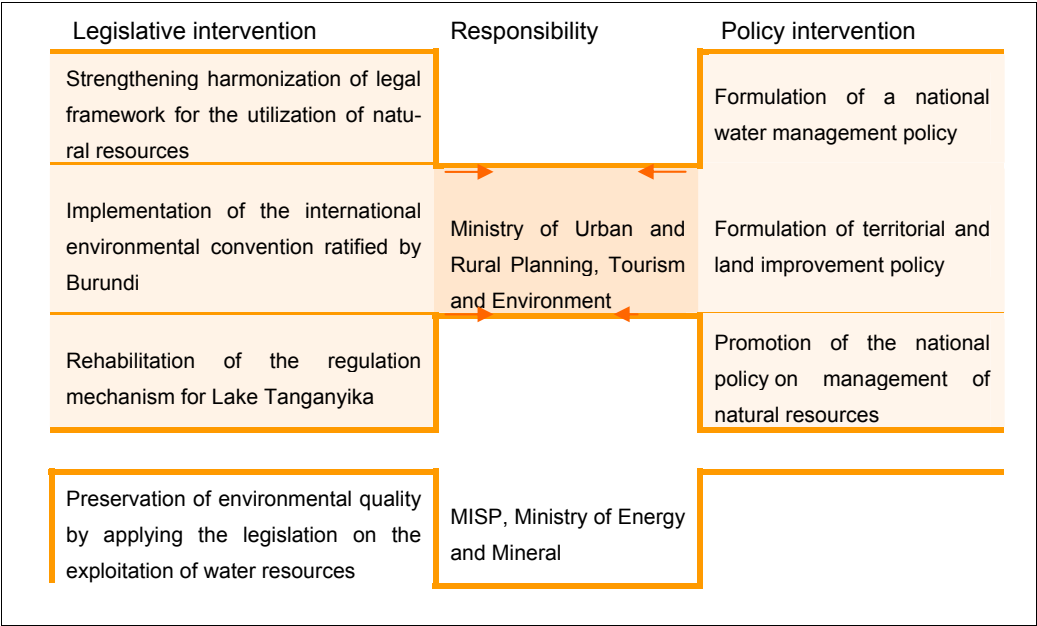 Legislative intervention
Responsibility
Policy intervention
Strengthening harmonization of legal
framework for the utilization of natu-
ral resources
Formulation of a national
water management policy
Implementation of the international
environmental convention ratified by
Burundi
Ministry of Urban and
Rural Planning, Tourism
and Environment
Formulation of territorial and
land improvement policy
Rehabilitation of the regulation
mechanism for Lake Tanganyika
Promotion of the national
policy on management of
natural resources
Preservation of environmental quality
by applying the legislation on the
exploitation of water resources
MISP, Ministry of Energy
and Mineral